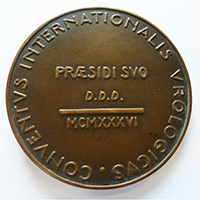 CONVENTVS INTERNATIONALIS VROLOGICVS ·
PRÆSIDI SVO
D.D.D.
MCMXXXVI